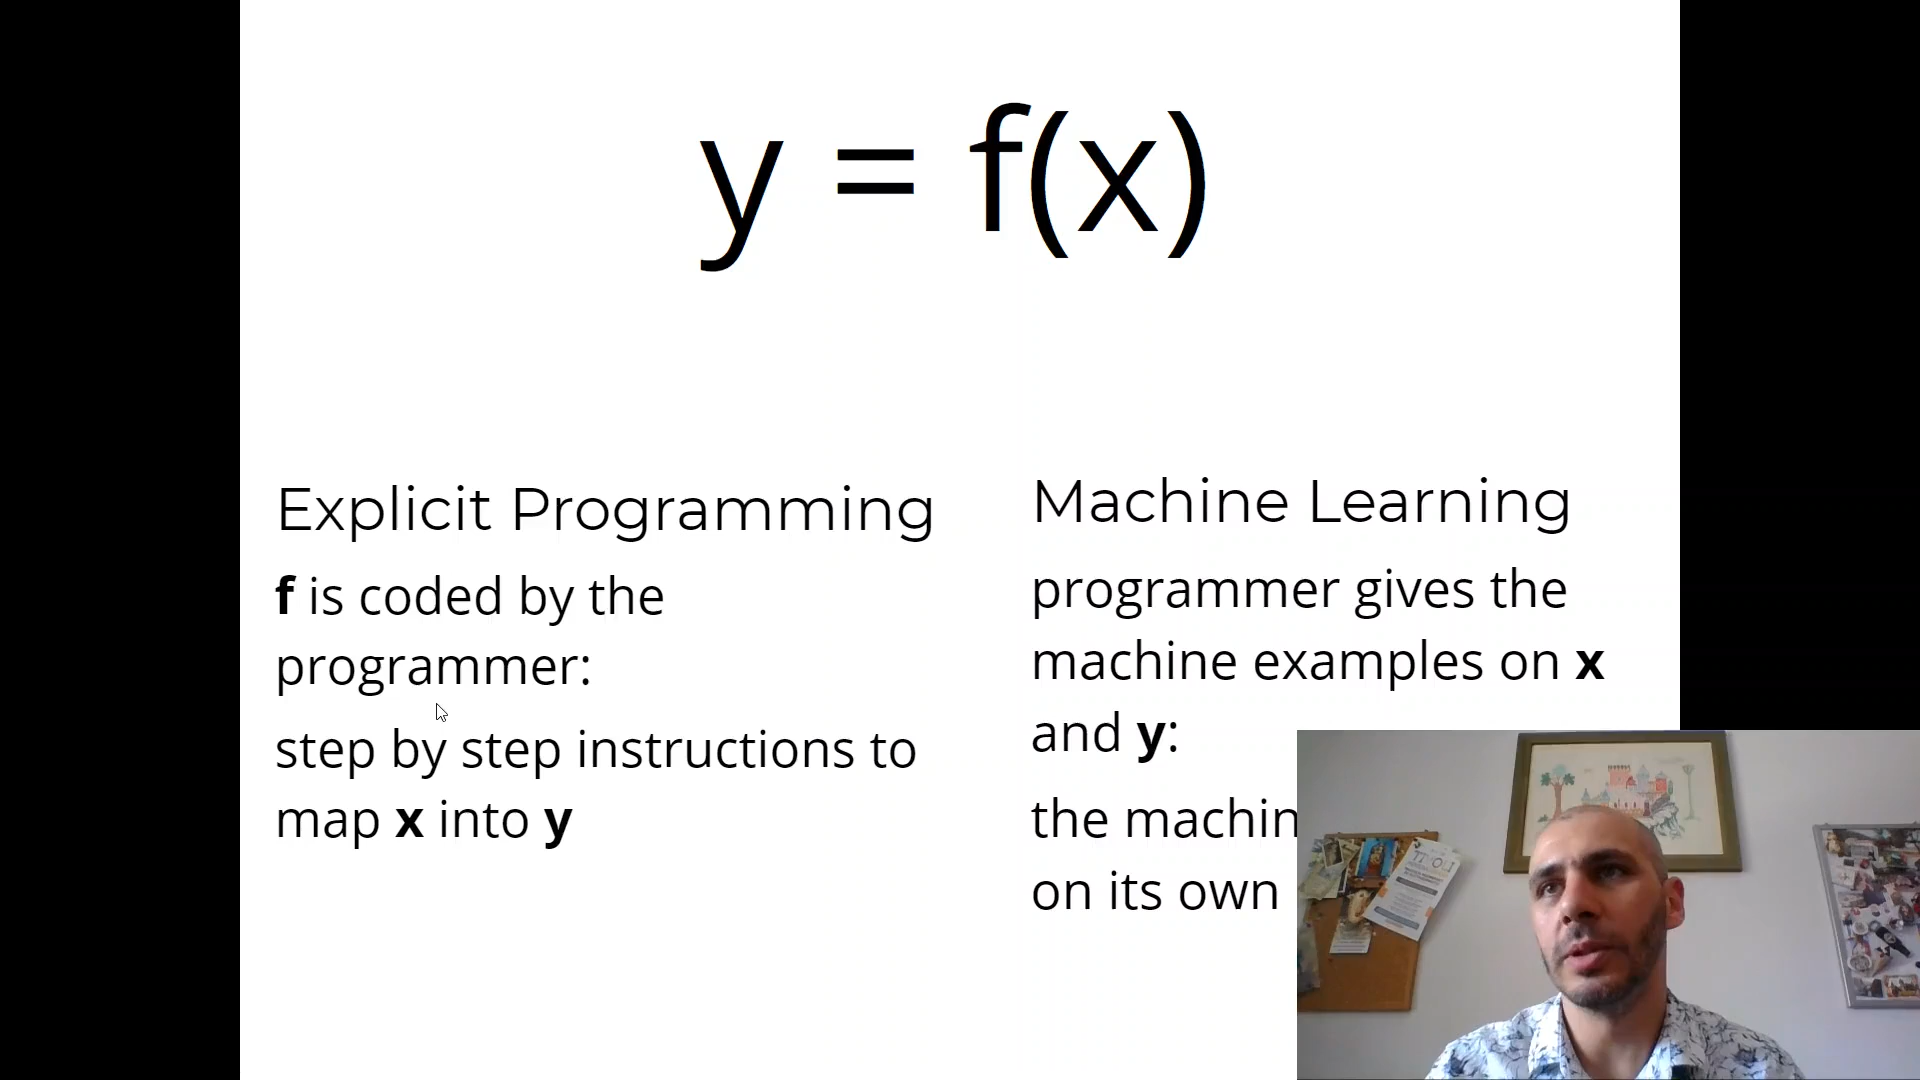 y = f(x)
Explicit Programming
f is coded by the
programmer:
step by step instructions to
map x into y
Machine Learning
programmer gives the
machine examples on x
and y:
the
on its own
TIVOLI